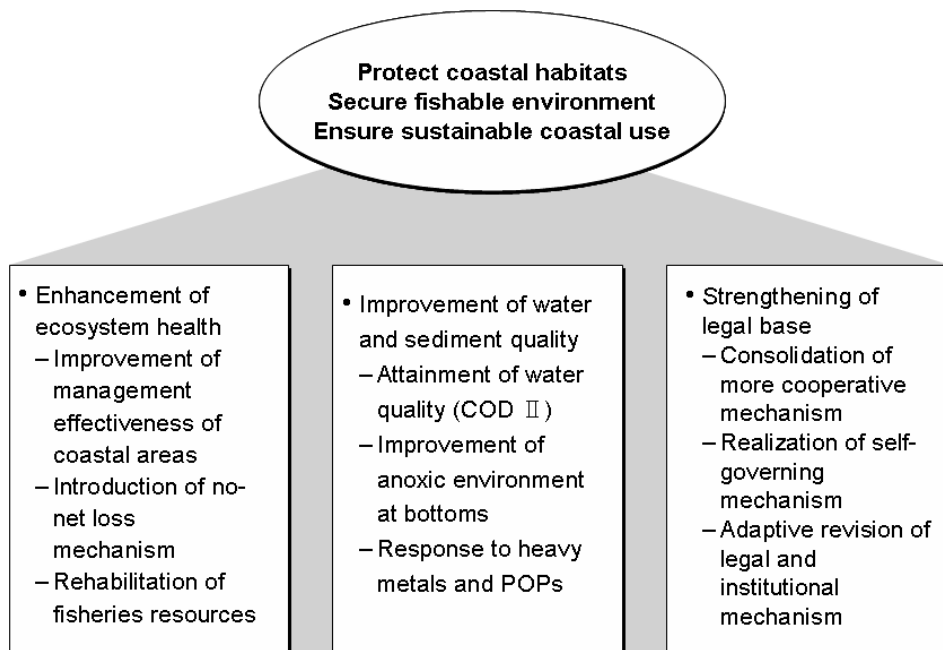 Protect coastal habitats
Secure fishable environment
Ensure sustainable coastal use
• Enhancement of
ecosystem health
– Improvement of
management
effectiveness of
coastal areas
– Introduction of no-
net loss
mechanism
– Rehabilitation of
fisheries resources
• Improvement of water
and sediment quality
– Attainment of water
quality (COD Ⅱ)
– Improvement of
anoxic environment
at bottoms
– Response to heavy
metals and POPs
• Strengthening of
legal base
– Consolidation of
more cooperative
mechanism
– Realization of self-
governing
mechanism
– Adaptive revision of
legal and
institutional
mechanism